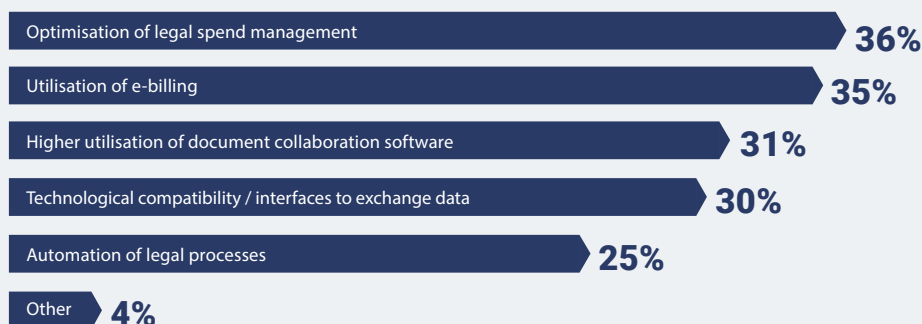 Optimisation of legal spend management 36%
Utilisation of e-billing 35%
Higher utilisation of document collaboration software 31%
Technological compatibility / interfaces to exchange data 30%
Automation of legal processes 25%
Other 4%